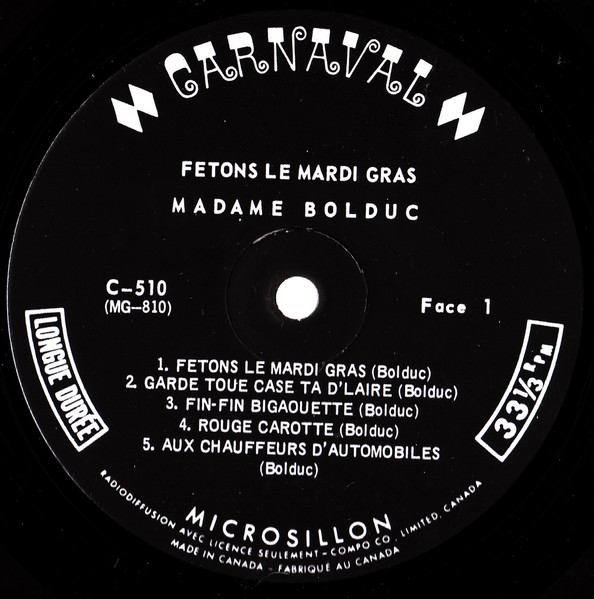 CARNAVAL
FETONS LE MARDI GRAS
MADAME BOLDUC
C-510
(MG-810)
Face 1
LONGUE DURÉE
33 1/3 R.P.M
1. FETONS LE MARDI GRAS (Bolduc)
2. GARDE TOUE CASE TA D'LAIRE (Bolduc)
3. FIN-FIN BIGAOUETTE (Bolduc)
4. ROUGE CAROTTE (Bolduc)
5. AUX CHAUFFEURS D'AUTOMOBILES
(Bolduc)
MICROSILLON
RADIODIFFUSION AVEC LICENCE SEULEMENT - COMPO CO. LIMITED, CANADA
MADE IN CANADA - FABRIQUÉ AU CANADA